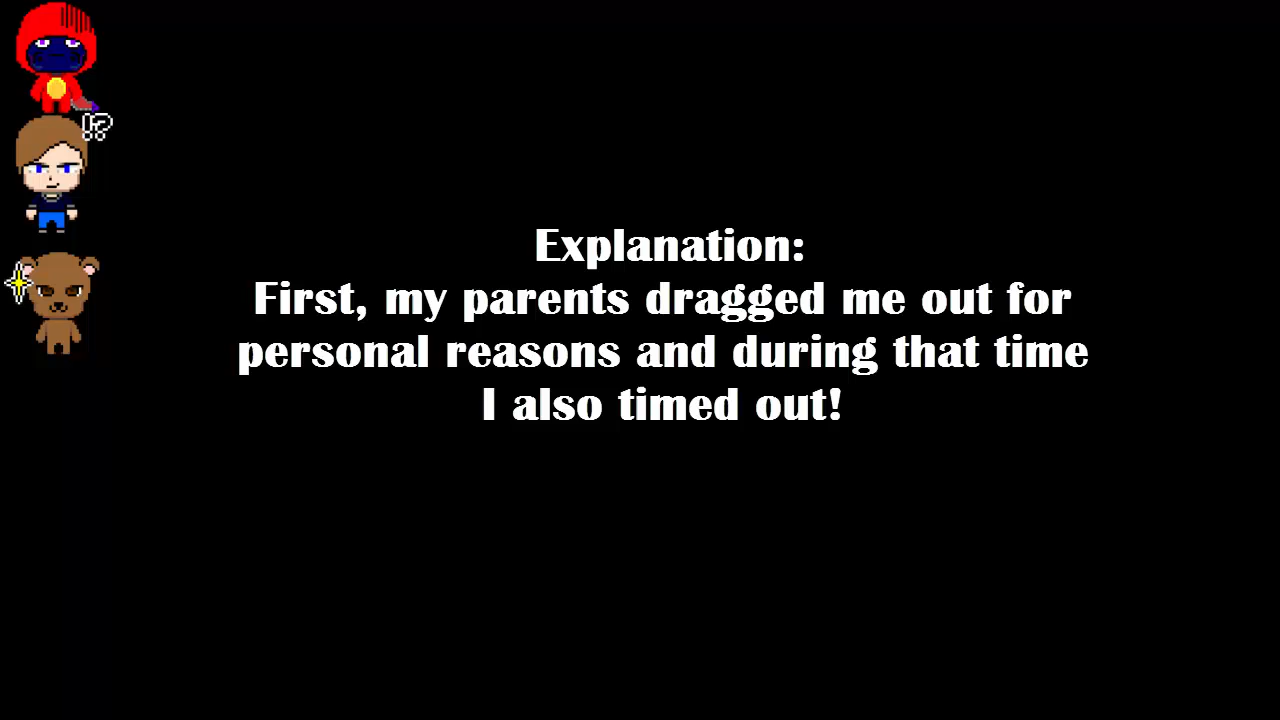 !?
Explanation:
First, my parents dragged me out for
personal reasons and during that time
I also timed out!